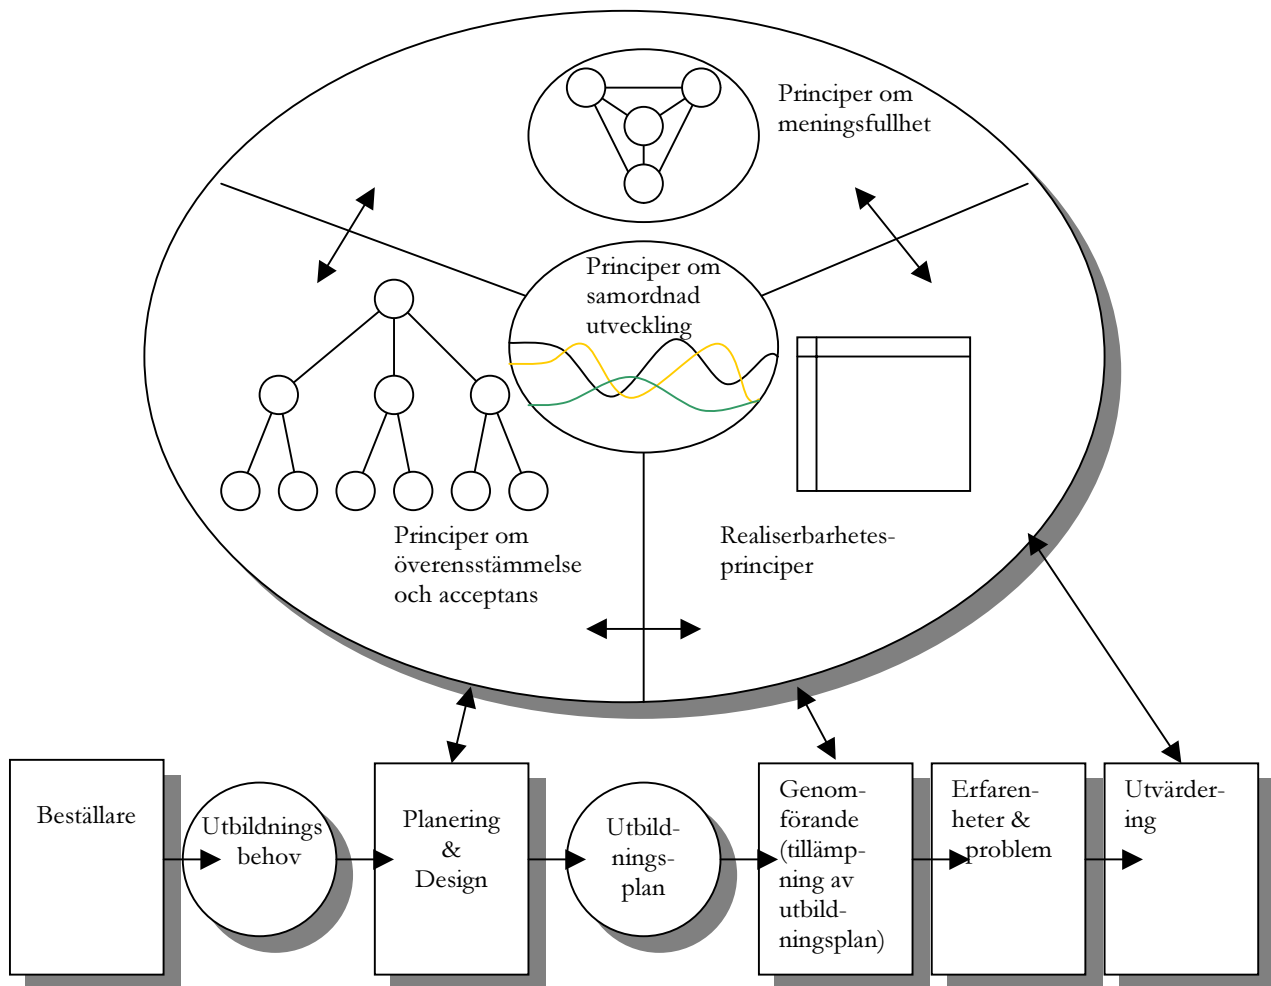 Principer om
meningsfullhet
Principer om
samordnad
utveckling
Principer om
överensstämmelse
och acceptans
Realiserbarhetes-
principer
Beställare
Utbildnings
behov
Planering
&
Design
Utbild-
nings-
plan
Genom-
förande
(tillämp-
ning av
utbild-
ningsplan)
Erfaren-
heter &
problem
Utvärder-
ing